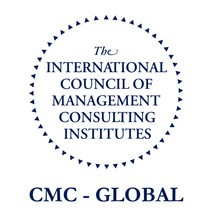 The
INTERNATIONAL
COUNCIL OF
MANAGEMENT
CONSULTING
INSTITUTES
CMC - GLOBAL